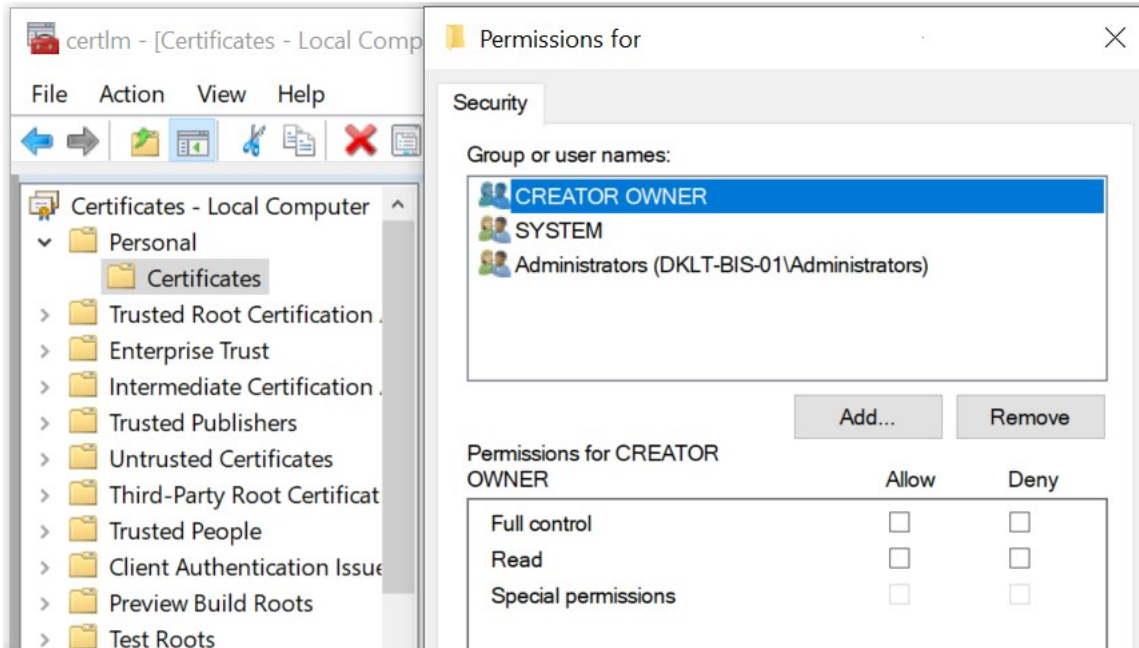 certlm - [Certificates - Local Comp
File Action View Help
Certificates - Local Computer
Personal
Certificates
Trusted Root Certification .
Enterprise Trust
Intermediate Certification .
Trusted Publishers
Untrusted Certificates
Third-Party Root Certificat
Trusted People
Client Authentication Issue
Preview Build Roots
Test Roots
Permissions for
Security
Group or user names:
CREATOR OWNER
SYSTEM
Administrators (DKLT-BIS-01\Administrators)
Add... Remove
Permissions for CREATOR
OWNER Allow Deny
Full control
Read
Special permissions